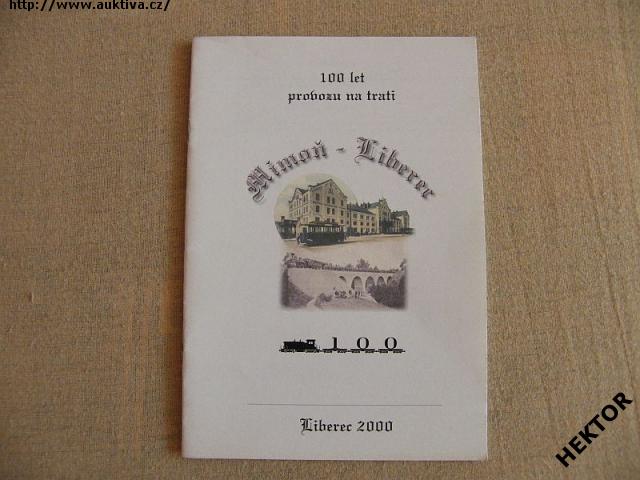 http://www.auktiva.cz/
100 let
provozu na trati
Mimoň - Liberec
100
Liberec 2000
HEKTOR